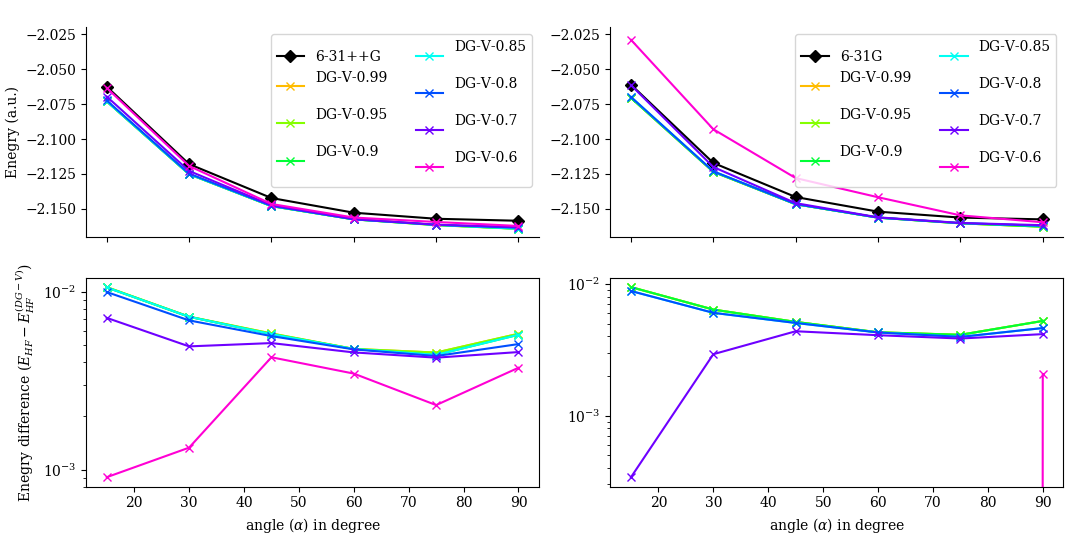 Enegry (a.u.)
−2.025
−2.050
−2.075
−2.100
−2.125
−2.150
6-31++G
DG-V-0.99
DG-V-0.95
DG-V-0.9
DG-V-0.85
DG-V-0.8
DG-V-0.7
DG-V-0.6
−2.025
−2.050
−2.075
−2.100
−2.125
−2.150
6-31G
DG-V-0.99
DG-V-0.95
DG-V-0.9
DG-V-0.85
DG-V-0.8
DG-V-0.7
DG-V-0.6
Enegry difference (E_{HF} − E_{HF}^{(DG−V)})
10^{−2}
10^{−3}
20 30 40 50 60 70 80 90
angle (α) in degree
10^{−2}
10^{−3}
20 30 40 50 60 70 80 90
angle (α) in degree